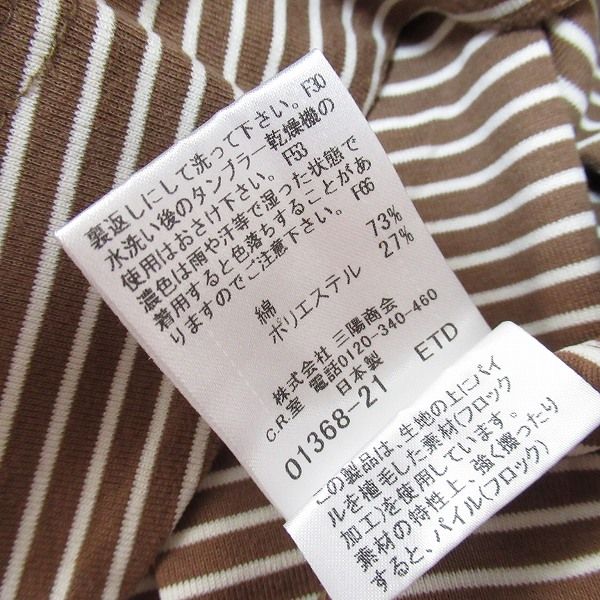 裏返しにして洗って下さい。F30
水洗い後のタンブラー乾燥機の
使用はおさけ下さい。 F53
濃色は雨や汗等で湿った状態で
着用すると色落ちすることがあ
りますのでご注意下さい。 F66
綿 73%
ポリエステル 27%
株式会社 三陽商会
C.R室 電話0120-340-460
日本製
01368-21 ETD
この製品は、生地の上にパイ
ルを植毛した素材(フロック
加工)を使用しています。
素材の特性上、強く擦ったり
すると、パイル(フロック)